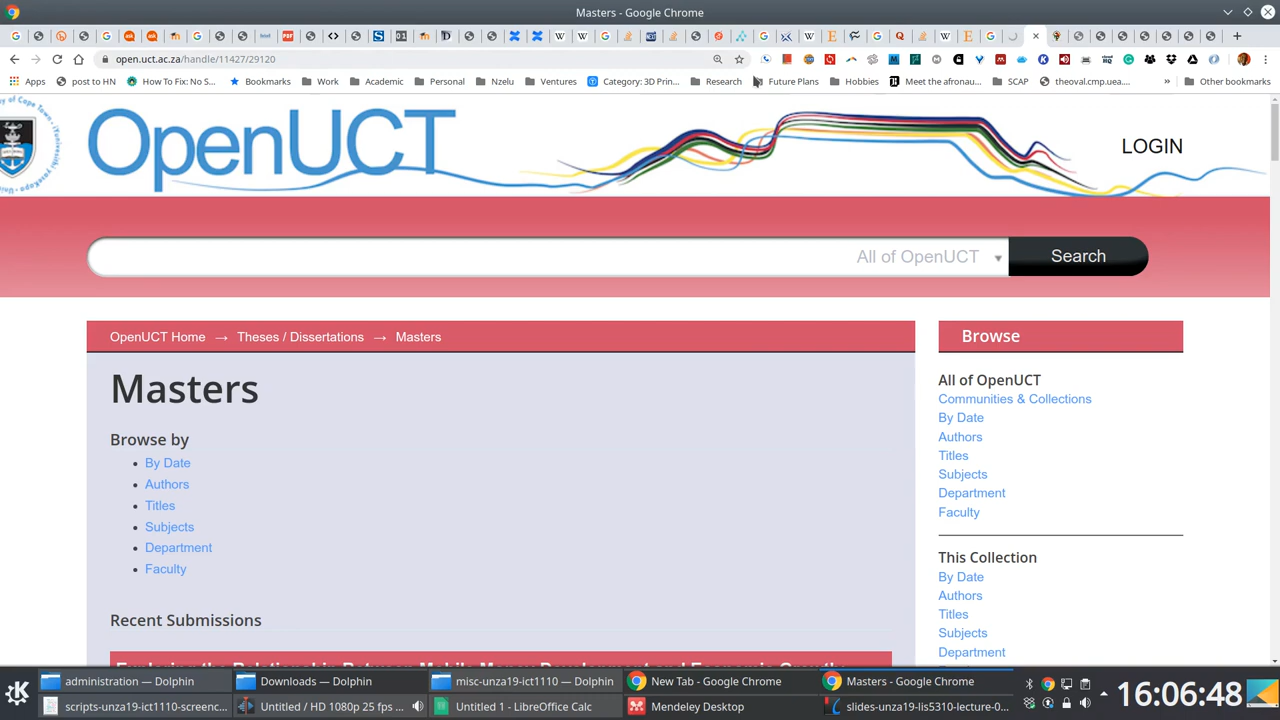 Masters - Google Chrome
open.uct.ac.za/handle/11427/29120
Apps
post to HN
How To Fix: No S...
Bookmarks
Work
Academic
Personal
Nzelu
Ventures
Category: 3D Prin...
Research
Future Plans
Hobbies
Meet the afronau...
SCAP
theoval.cmp.uea....
»
Other bookmarks
OpenUCT
LOGIN
All of OpenUCT
Search
OpenUCT Home → Theses / Dissertations → Masters
Masters
Browse by
By Date
Authors
Titles
Subjects
Department
Faculty
Recent Submissions
Browse
All of OpenUCT
Communities & Collections
By Date
Authors
Titles
Subjects
Department
Faculty
This Collection
By Date
Authors
Titles
Subjects
Department
administration — Dolphin
Downloads — Dolphin
misc-unza19-ict1110 — Dolphin
New Tab - Google Chrome
Masters - Google Chrome
scripts-unza19-ict1110-screenc...
Untitled / HD 1080p 25 fps ...
Untitled 1 - LibreOffice Calc
Mendeley Desktop
slides-unza19-lis5310-lecture-0...
16:06:48